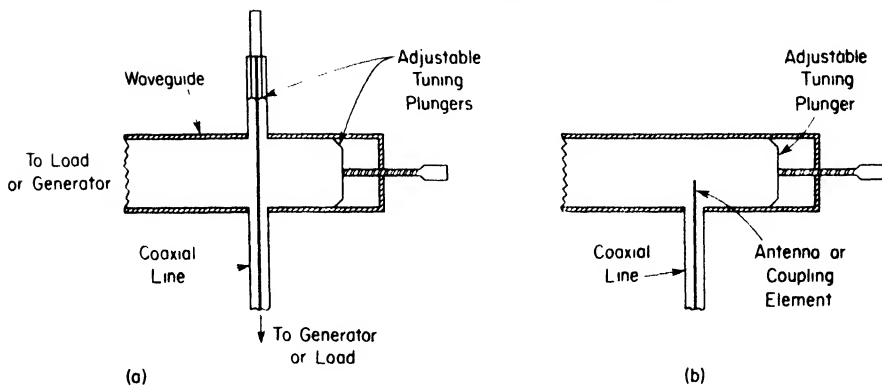 Waveguide
Adjustable
Tuning
Plungers
To Load
or Generator
Coaxial
Line
To Generator
or Load
(a)
Adjustable
Tuning
Plunger
Coaxial
Line
Antenna or
Coupling
Element
(b)